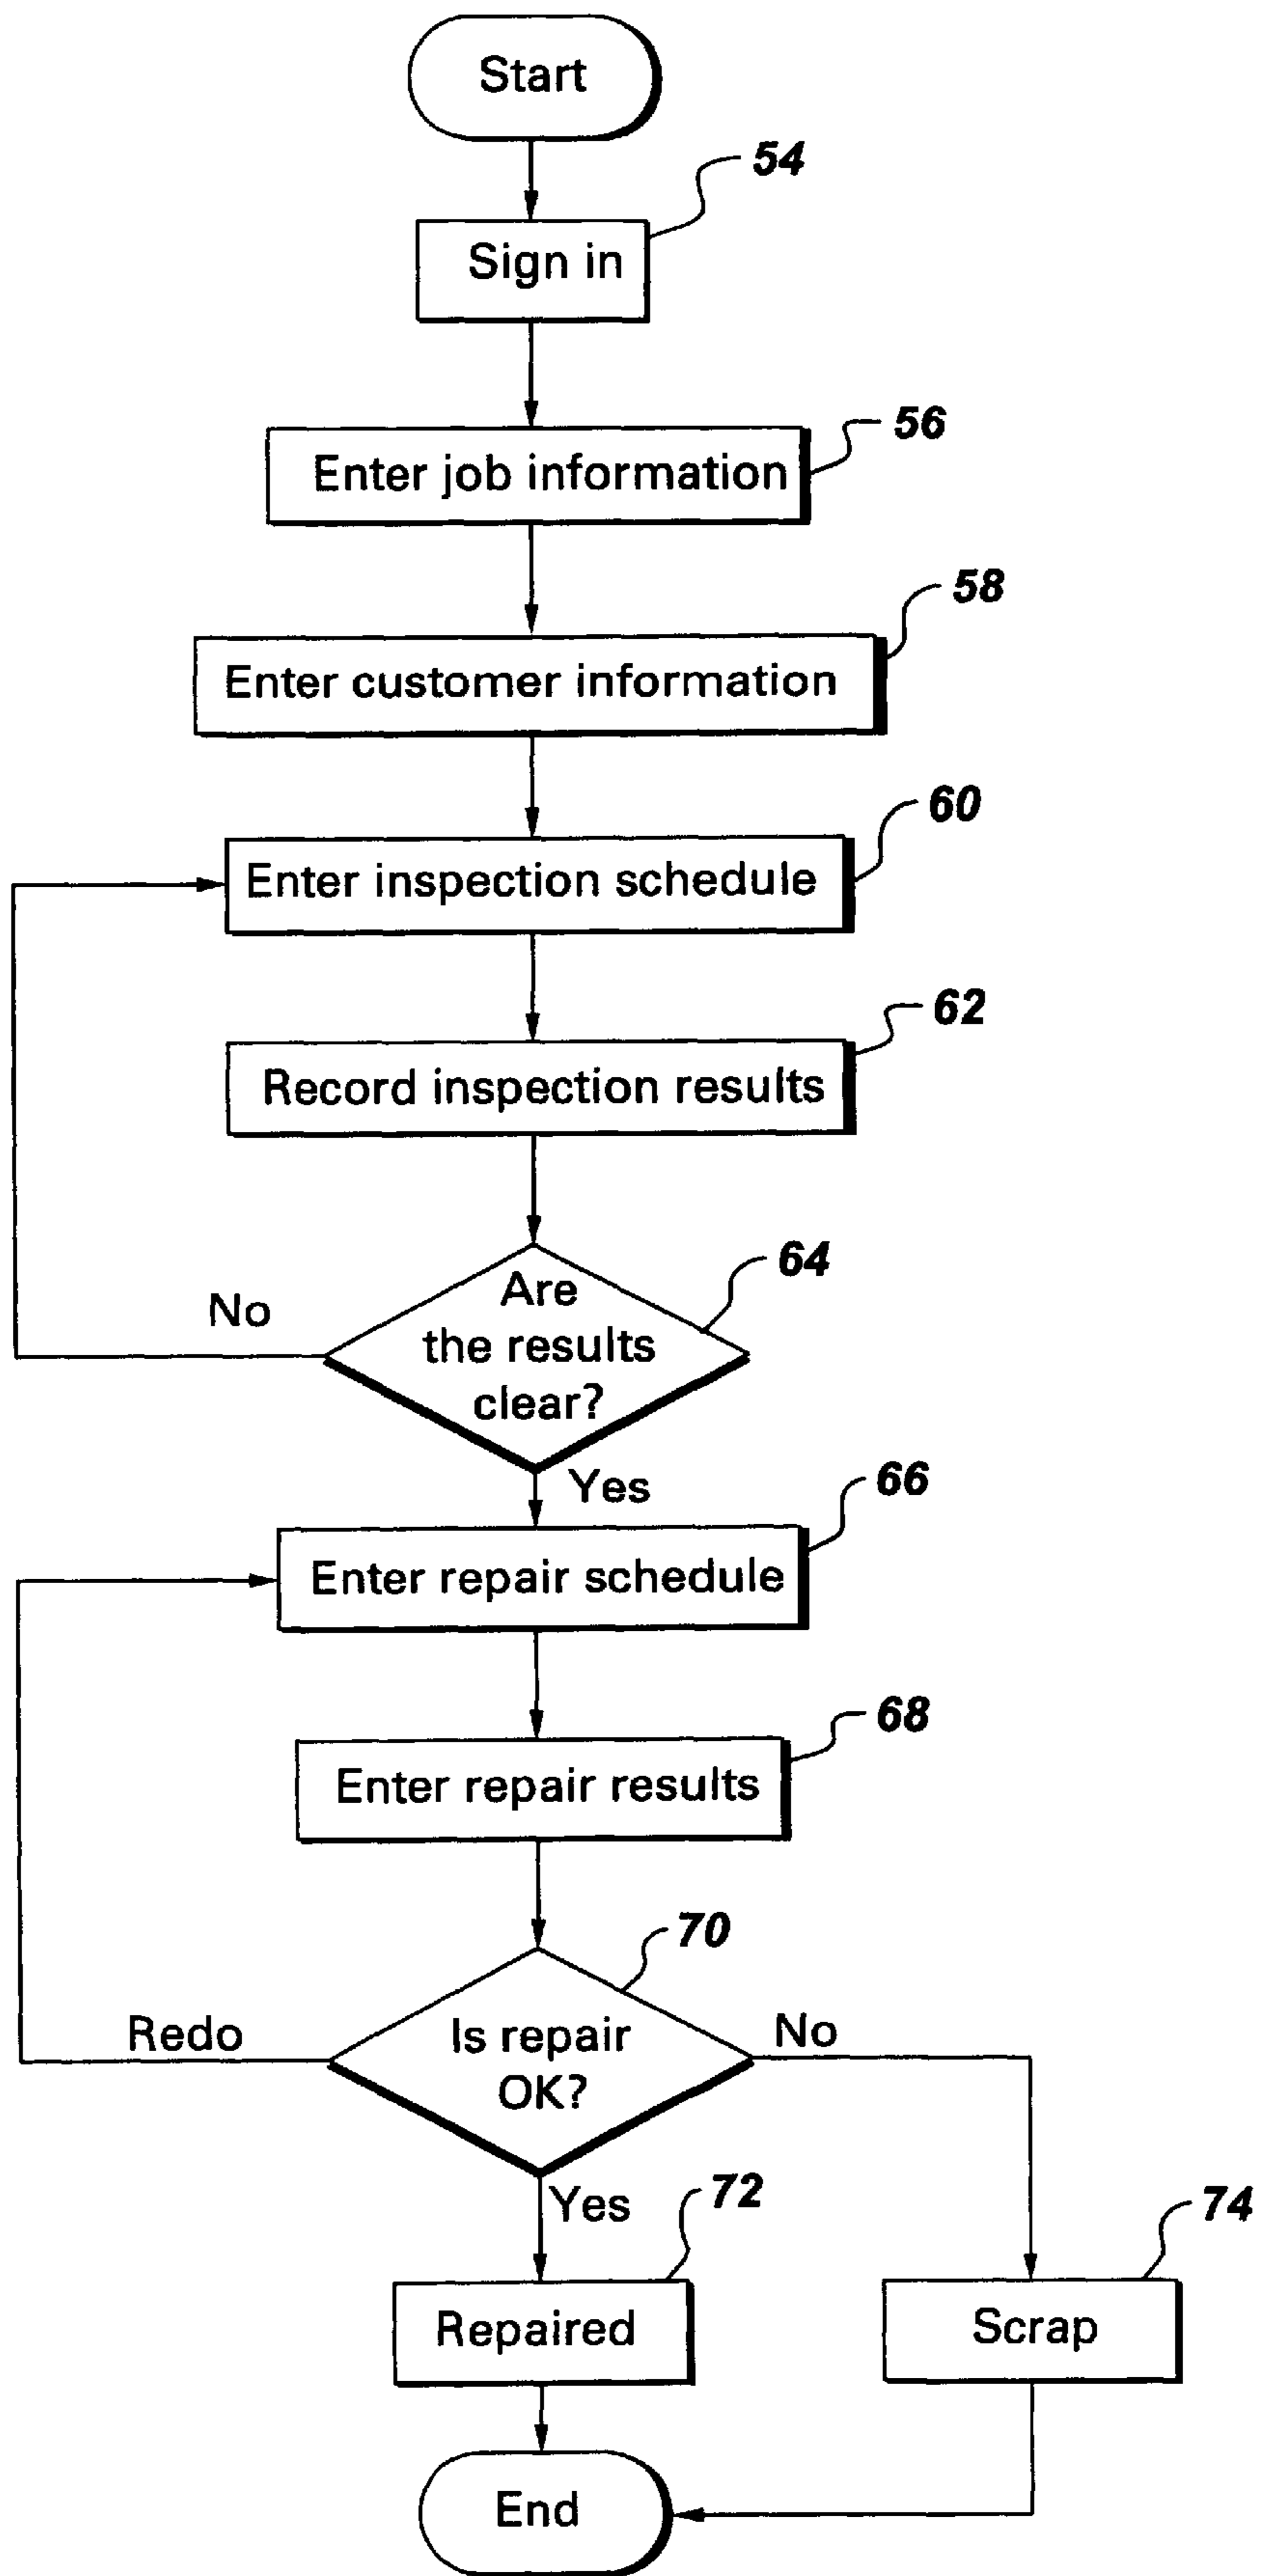 Start
54
Sign in
56
Enter job information
58
Enter customer information
60
Enter inspection schedule
62
Record inspection results
64
Are
the results
clear?
No
Yes
66
Enter repair schedule
68
Enter repair results
70
Is repair
OK?
Redo
No
Yes
72
Repaired
74
Scrap
End